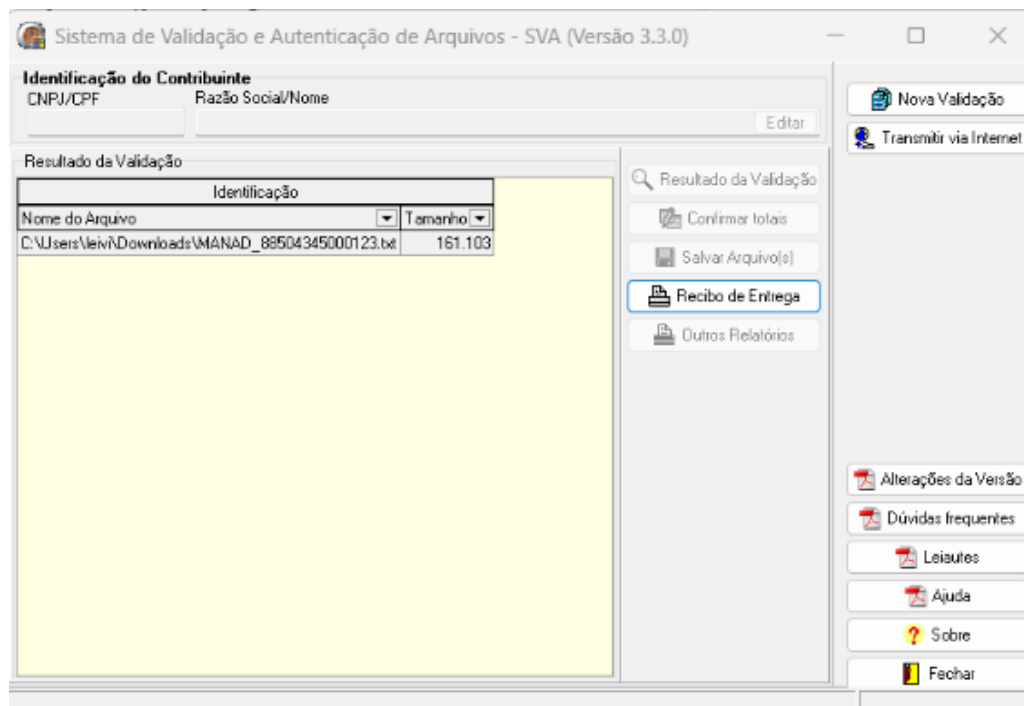 Sistema de Validação e Autenticação de Arquivos - SVA (Versão 3.3.0)
Identificação do Contribuinte
CNPJ/CPF
Razão Social/Nome
Editar
Nova Validação
Transmitir via Internet
Resultado da Validação
Identificação
Nome do Arquivo
Tamanho
C:\Users\leivi\Downloads\MANAD_88504345000123.txt
161.103
Resultado da Validação
Confirmar totais
Salvar Arquivo(s)
Recibo de Entrega
Outros Relatórios
Alterações da Versão
Dúvidas frequentes
Leiautes
Ajuda
Sobre
Fechar